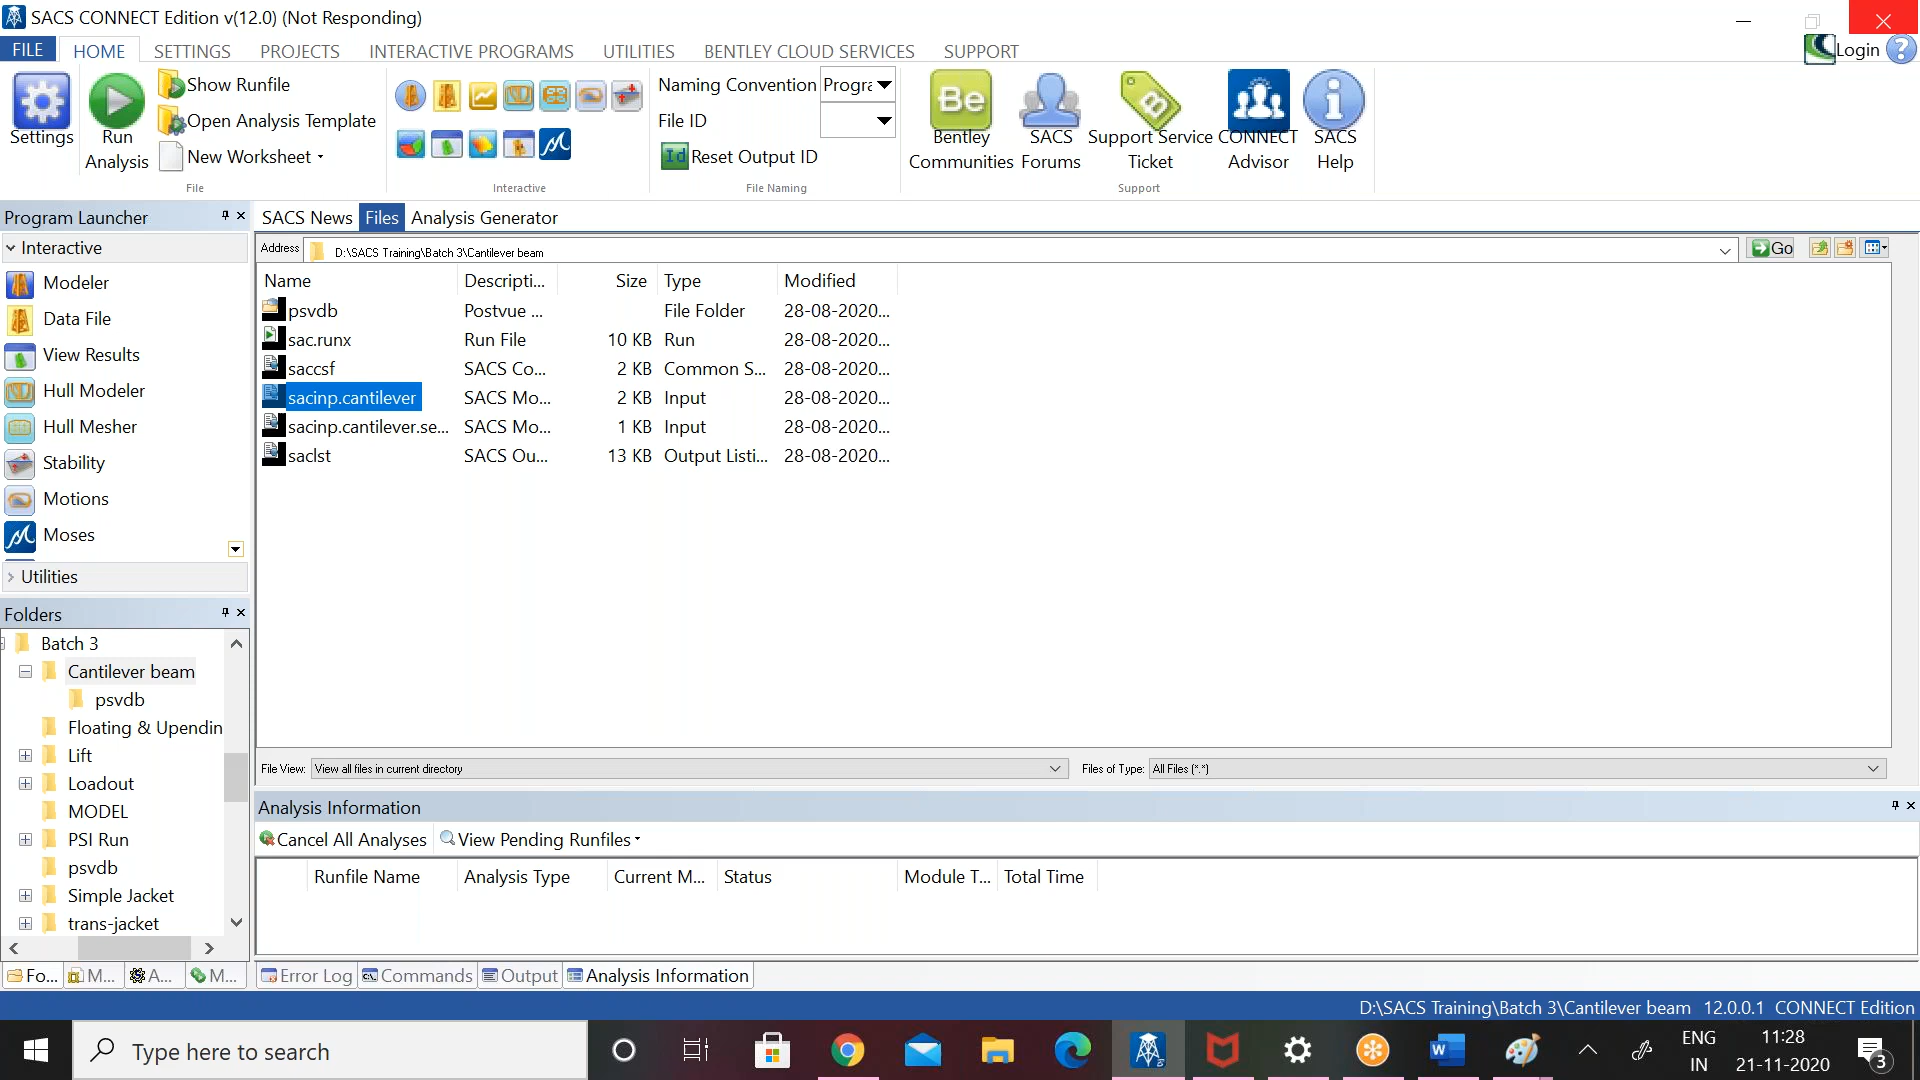 SACS CONNECT Edition v(12.0) (Not Responding)
FILE HOME SETTINGS PROJECTS INTERACTIVE PROGRAMS UTILITIES BENTLEY CLOUD SERVICES SUPPORT
Login ?
Settings
Run
Analysis
Show Runfile
Open Analysis Template
New Worksheet
File
Interactive
Naming Convention Progra
File ID
Id Reset Output ID
File Naming
Be
Bentley
Communities
SACS
Forums
Support Service
Ticket
CONNECT
Advisor
SACS
Help
Support
Program Launcher
Interactive
Modeler
Data File
View Results
Hull Modeler
Hull Mesher
Stability
Motions
Moses
Utilities
SACS News Files Analysis Generator
Address D:\SACS Training\Batch 3\Cantilever beam Go
Name Descripti... Size Type Modified
psvdb Postvue ... File Folder 28-08-2020...
sac.runx Run File 10 KB Run 28-08-2020...
saccsf SACS Co... 2 KB Common S... 28-08-2020...
sacinp.cantilever SACS Mo... 2 KB Input 28-08-2020...
sacinp.cantilever.se... SACS Mo... 1 KB Input 28-08-2020...
saclst SACS Ou... 13 KB Output Listi... 28-08-2020...
Folders
Batch 3
Cantilever beam
psvdb
Floating & Upendin
Lift
Loadout
MODEL
PSI Run
psvdb
Simple Jacket
trans-jacket
Fo... M... A... M...
File View: View all files in current directory Files of Type: All Files (*.*)
Analysis Information
Cancel All Analyses View Pending Runfiles
Runfile Name Analysis Type Current M... Status Module T... Total Time
Error Log Commands Output Analysis Information
D:\SACS Training\Batch 3\Cantilever beam 12.0.0.1 CONNECT Edition
Type here to search
ENG
IN
11:28
21-11-2020
3